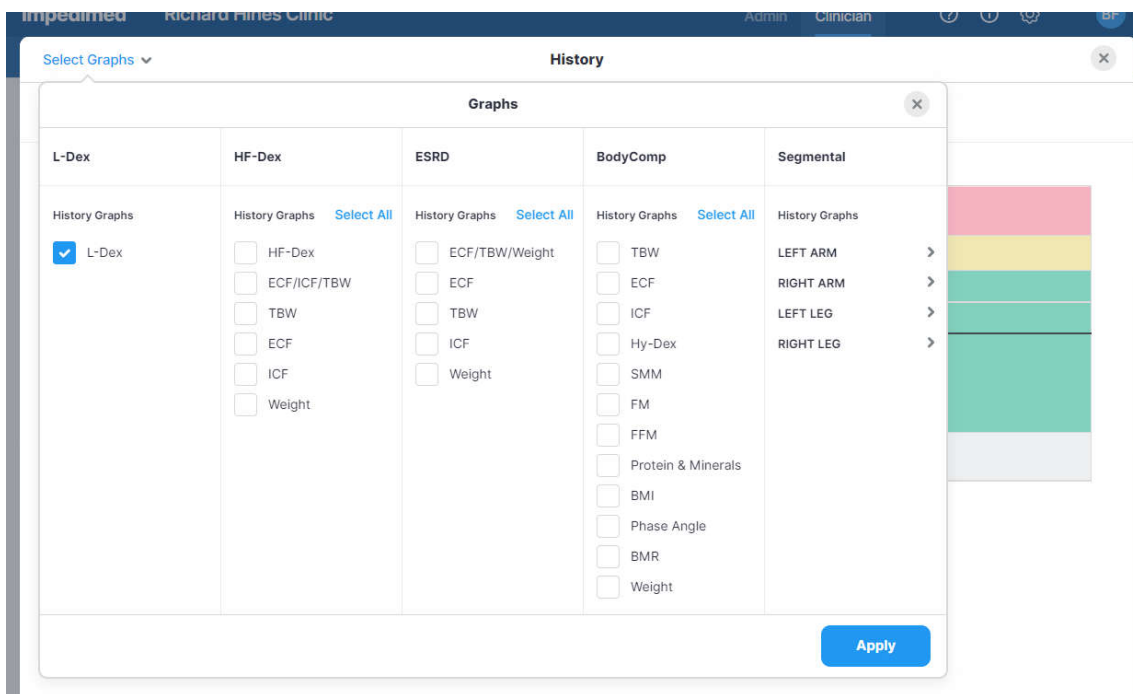 Impedimed Richard Hines Clinic Admin Clinician BF
Select Graphs History
Graphs
L-Dex HF-Dex ESRD BodyComp Segmental
History Graphs History Graphs Select All History Graphs Select All History Graphs Select All History Graphs
L-Dex HF-Dex ECF/TBW/Weight TBW LEFT ARM
ECF/ICF/TBW ECF ECF RIGHT ARM
TBW TBW ICF LEFT LEG
ECF ICF Hy-Dex RIGHT LEG
ICF Weight SMM
Weight FM
FFM
Protein & Minerals
BMI
Phase Angle
BMR
Weight
Apply